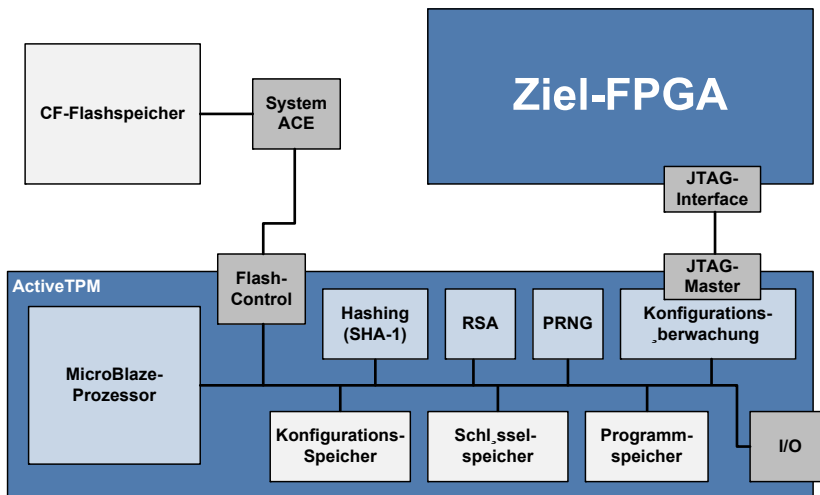 CF-Flashspeicher
System
ACE
Ziel-FPGA
JTAG-
Interface
Flash-
Control
JTAG-
Master
ActiveTPM
MicroBlaze-
Prozessor
Hashing
(SHA-1)
RSA
PRNG
Konfigurations-
¸berwachung
Konfigurations-
Speicher
Schl¸ssel-
speicher
Programm-
speicher
I/O